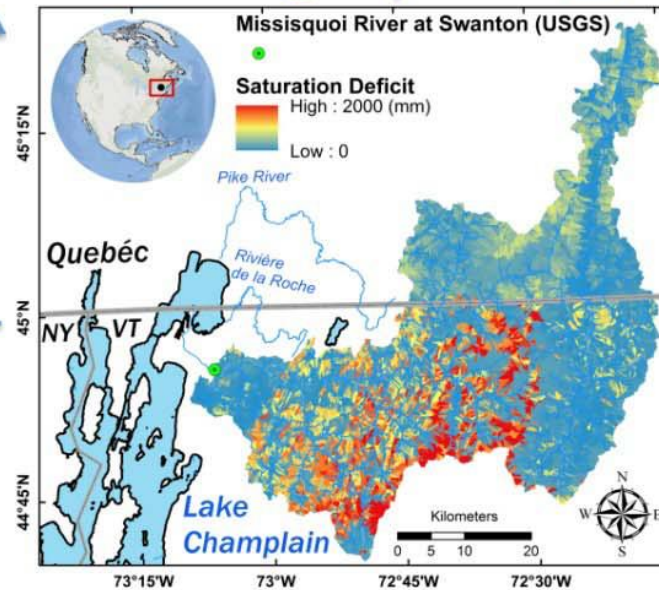 Missisquoi River at Swanton (USGS)
Saturation Deficit
High : 2000 (mm)
Low : 0
45°15'N
Pike River
Quebéc
Rivière
de la Roche
45°0'N
NY
VT
44°45'N
Lake
Champlain
Kilometers
0 5 10 20
N
W E
S
73°15'W 73°W 72°45'W 72°30'W